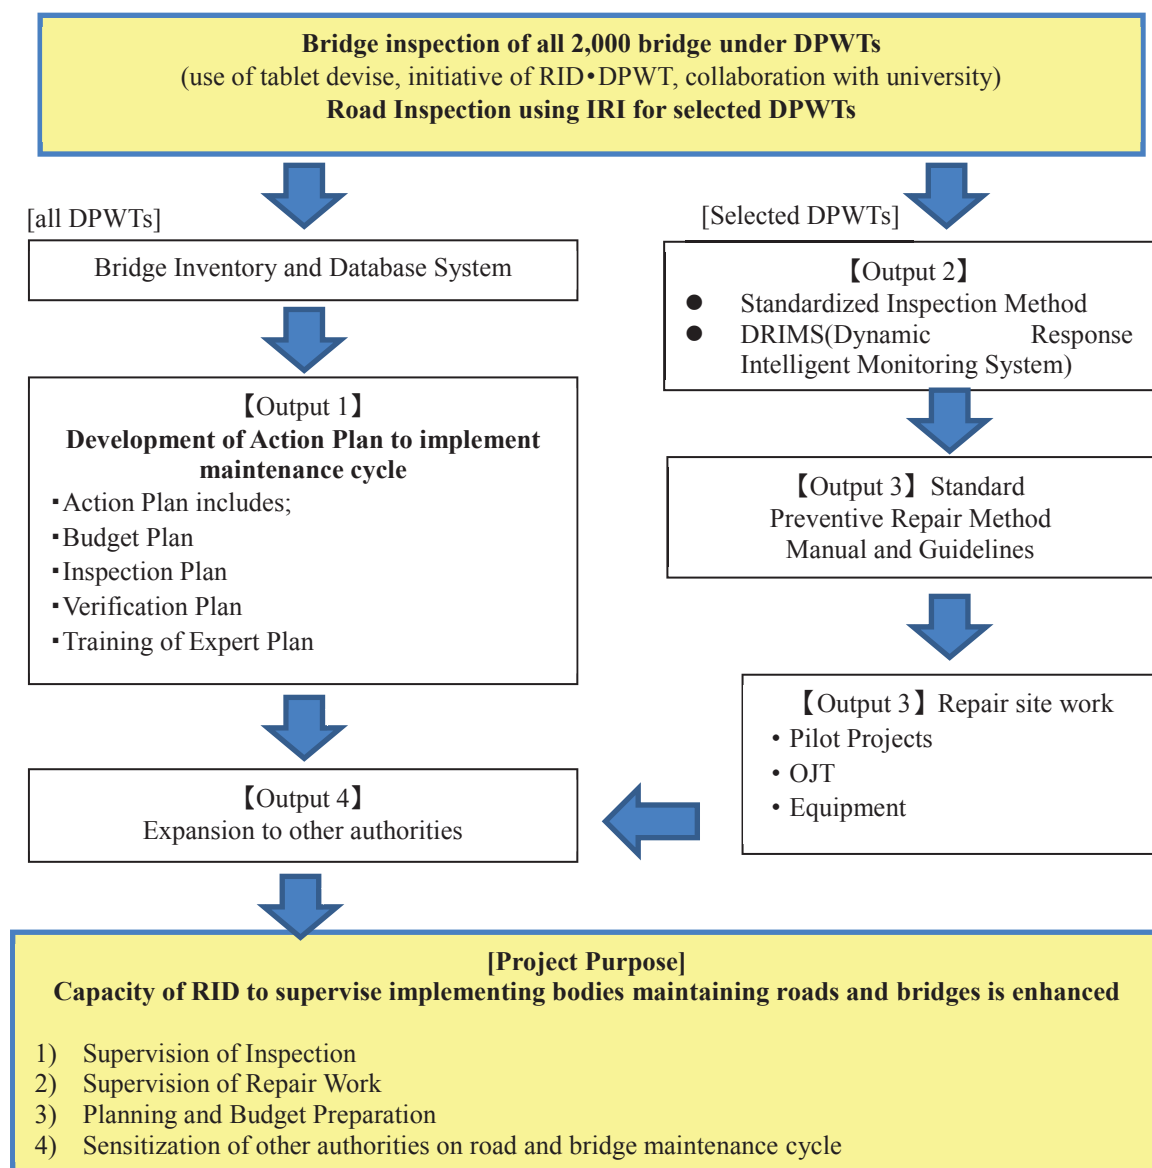 Bridge inspection of all 2,000 bridge under DPWTs
(use of tablet devise, initiative of RID・DPWT, collaboration with university)
Road Inspection using IRI for selected DPWTs
[all DPWTs]
Bridge Inventory and Database System
【Output 1】
Development of Action Plan to implement
maintenance cycle
・Action Plan includes;
・Budget Plan
・Inspection Plan
・Verification Plan
・Training of Expert Plan
[Selected DPWTs]
【Output 2】
● Standardized Inspection Method
● DRIMS(Dynamic Response
Intelligent Monitoring System)
【Output 3】Standard
Preventive Repair Method
Manual and Guidelines
【Output 3】Repair site work
• Pilot Projects
• OJT
• Equipment
【Output 4】
Expansion to other authorities
[Project Purpose]
Capacity of RID to supervise implementing bodies maintaining roads and bridges is enhanced
1) Supervision of Inspection
2) Supervision of Repair Work
3) Planning and Budget Preparation
4) Sensitization of other authorities on road and bridge maintenance cycle